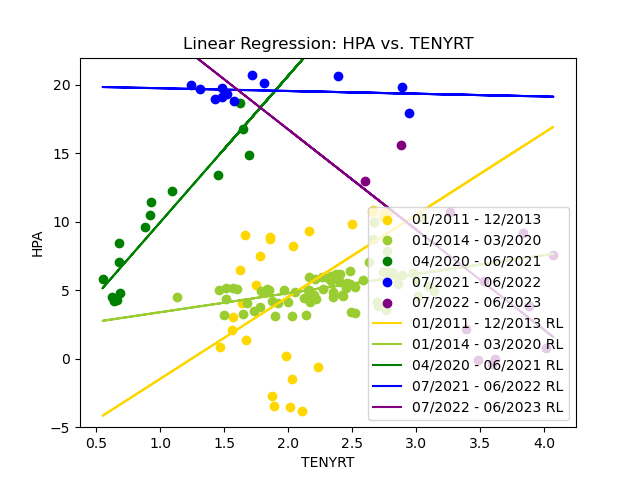 Linear Regression: HPA vs. TENYRT
20
15
10
5
0
−5
HPA
01/2011 - 12/2013
01/2014 - 03/2020
04/2020 - 06/2021
07/2021 - 06/2022
07/2022 - 06/2023
01/2011 - 12/2013 RL
01/2014 - 03/2020 RL
04/2020 - 06/2021 RL
07/2021 - 06/2022 RL
07/2022 - 06/2023 RL
0.5 1.0 1.5 2.0 2.5 3.0 3.5 4.0
TENYRT